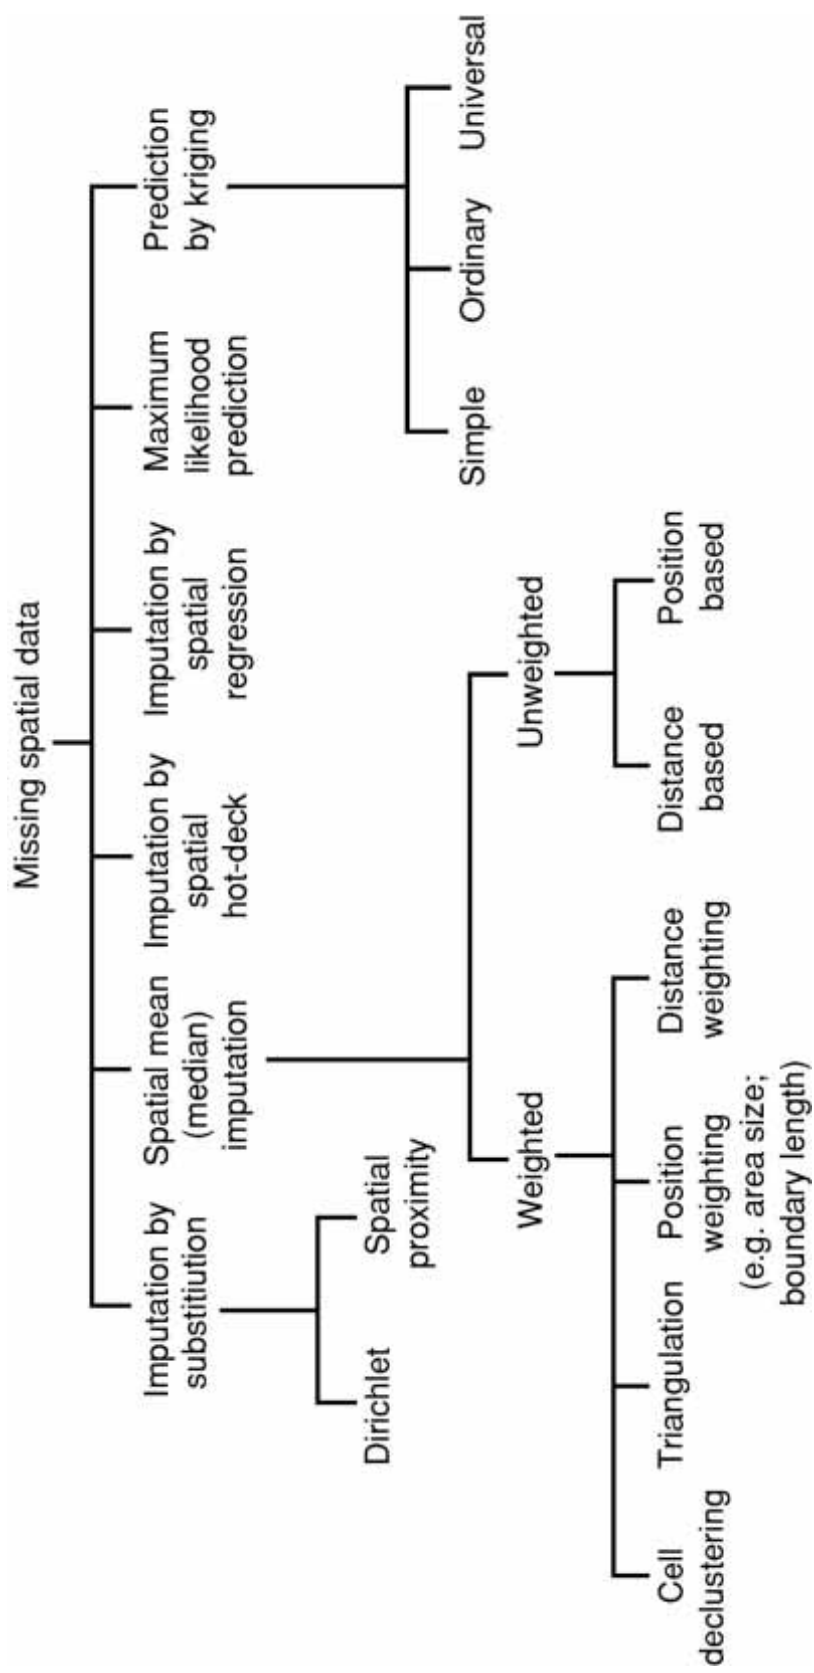 Missing spatial data
Imputation by
substitiution
Spatial mean
(median)
imputation
Imputation by
spatial
hot-deck
Imputation by
spatial
regression
Maximum
likelihood
prediction
Prediction
by kriging
Dirichlet
Spatial
proximity
Simple
Ordinary
Universal
Weighted
Unweighted
Cell
declustering
Triangulation
Position
weighting
(e.g. area size;
boundary length)
Distance
weighting
Distance
based
Position
based